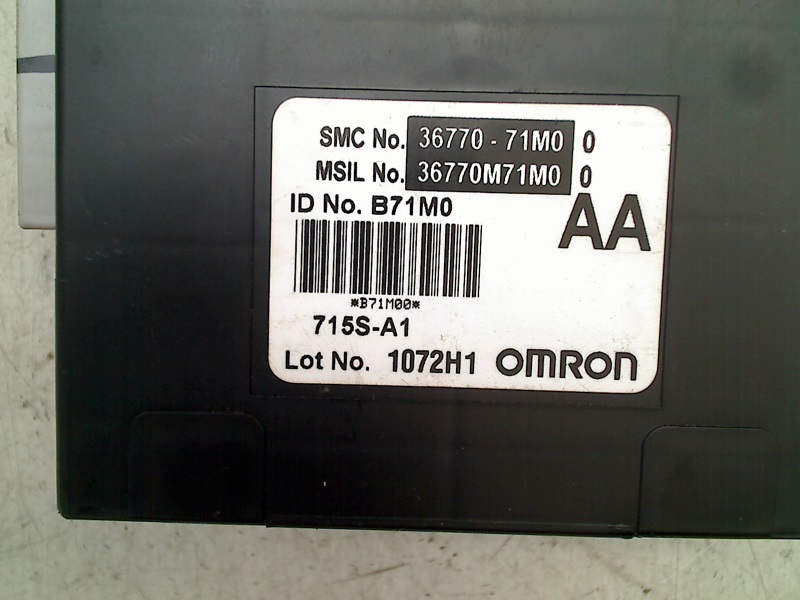 SMC No. 36770 - 71M0 0
MSIL No. 36770M71M0 0
ID No. B71M0
AA
*B71M00*
715S-A1
Lot No. 1072H1 OMRON